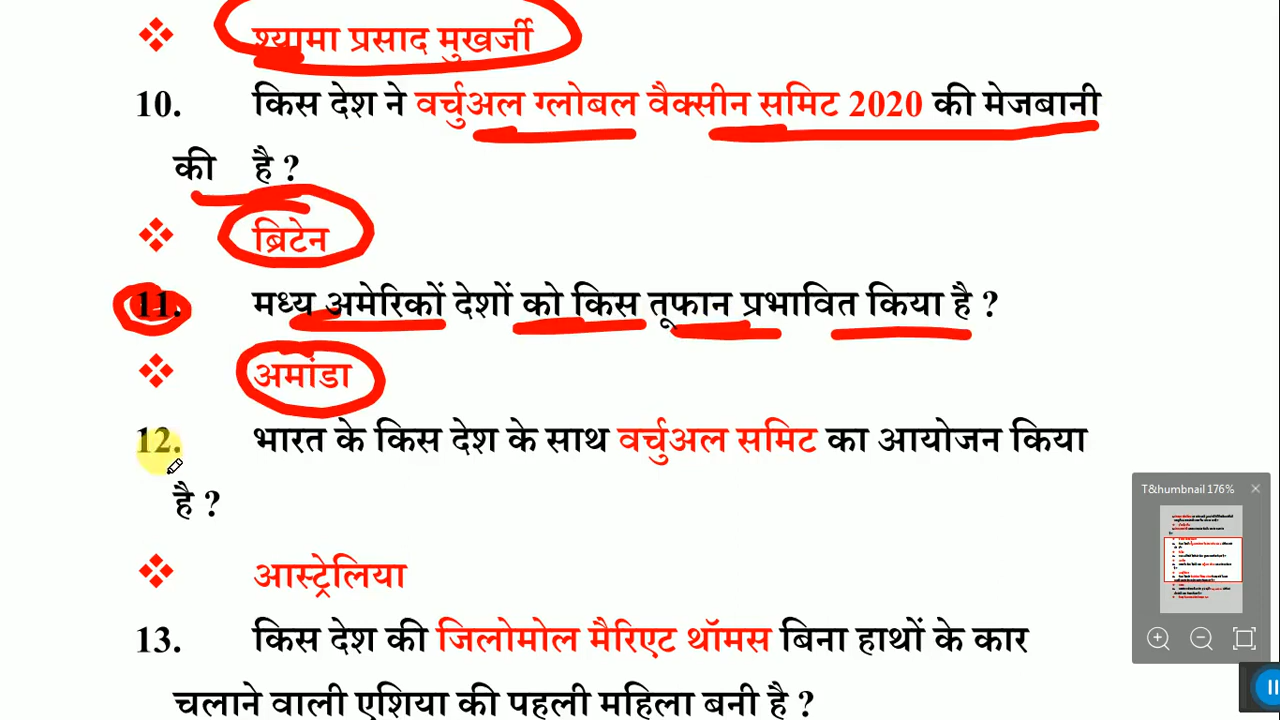 ❖ श्यामा प्रसाद मुखर्जी
10. किस देश ने वर्चुअल ग्लोबल वैक्सीन समिट 2020 की मेजबानी
की है ?
❖ ब्रिटेन
11. मध्य अमेरिकों देशों को किस तूफान प्रभावित किया है ?
❖ अमांडा
12. भारत के किस देश के साथ वर्चुअल समिट का आयोजन किया
है ?
T&thumbnail 176%
❖ आस्ट्रेलिया
13. किस देश की जिलोमोल मैरिएट थॉमस बिना हाथों के कार
चलाने वाली एशिया की पहली महिला बनी है ?